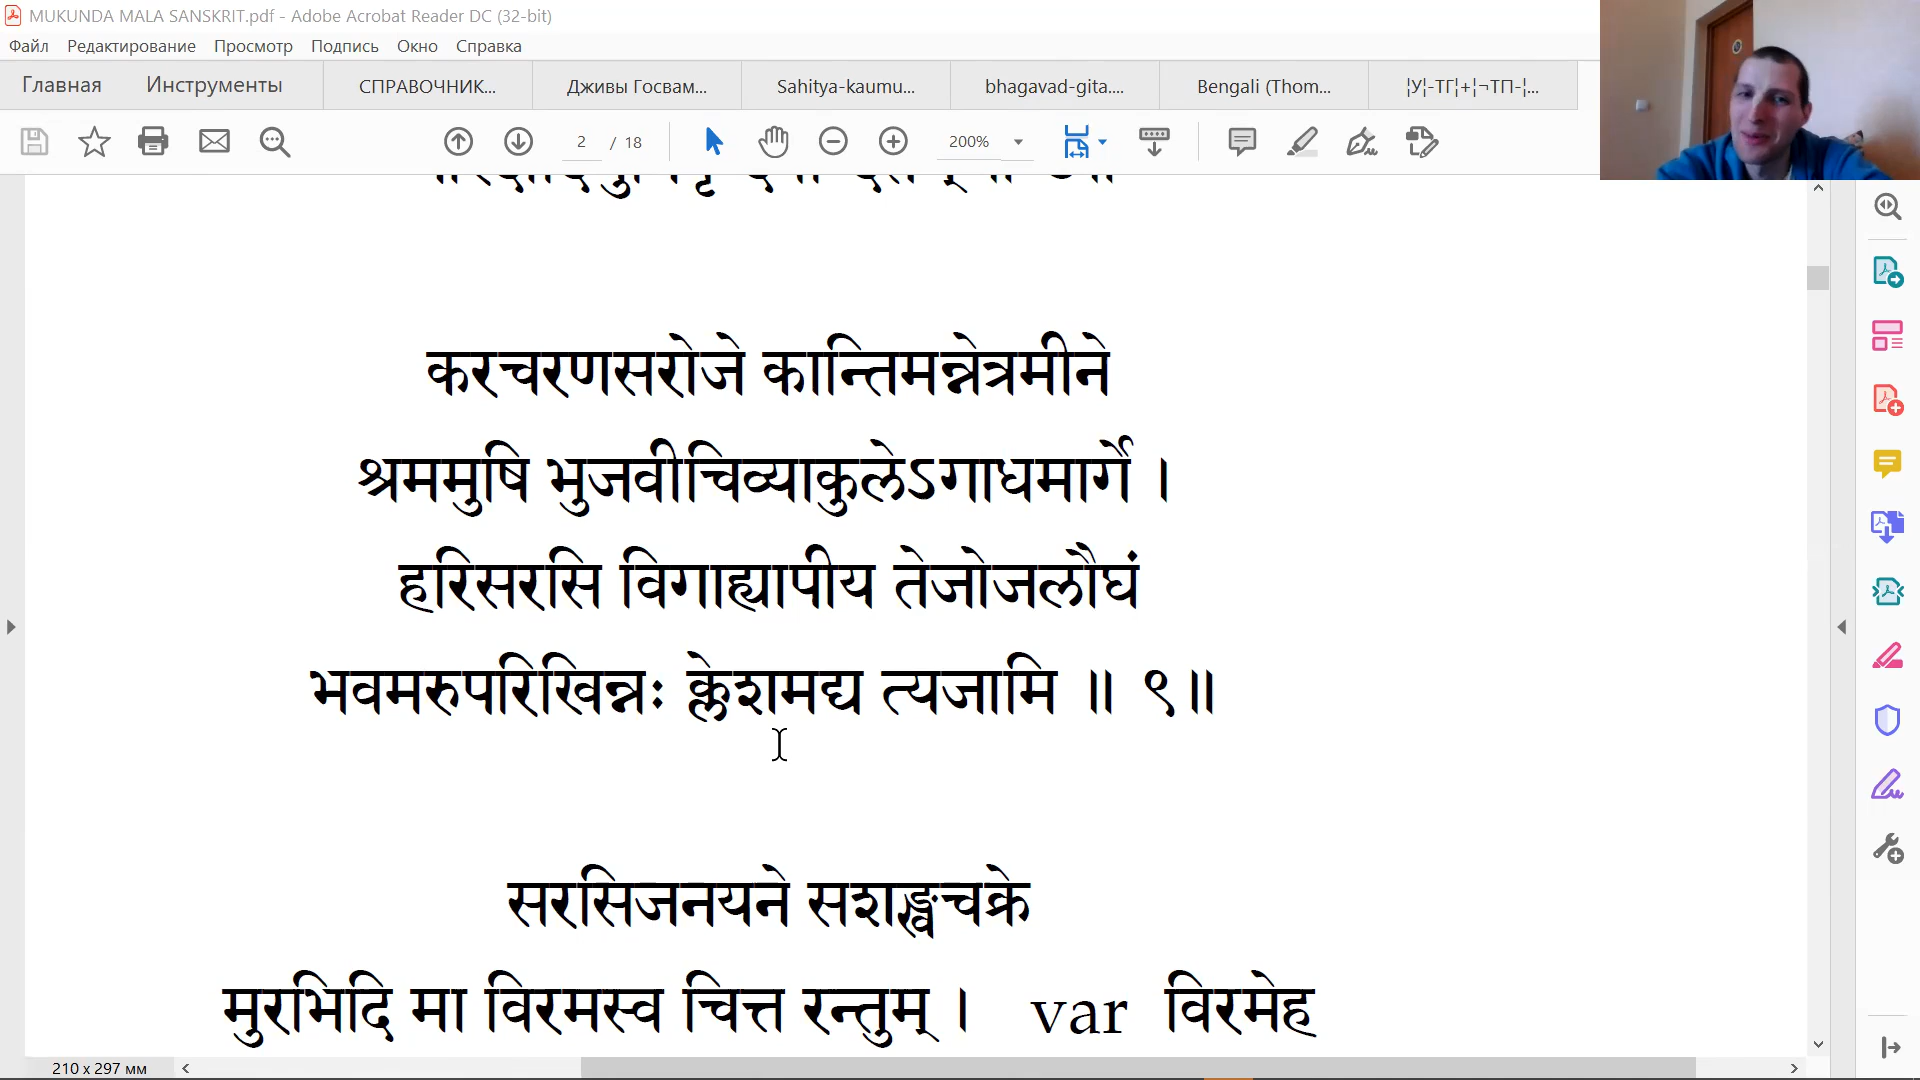 MUKUNDA MALA SANSKRIT.pdf - Adobe Acrobat Reader DC (32-bit)
Файл Редактирование Просмотр Подпись Окно Справка
Главная Инструменты СПРАВОЧНИК... Дживы Госвам... Sahitya-kaumu... bhagavad-gita.... Bengali (Thom... ¦У¦-ТГ¦+¦¬ТП-¦...
2 / 18 200%
करचरणसरोजे कान्तिमन्नेत्रमीने
श्रममुषि भुजवीचिव्याकुलेऽगाधमार्गे ।
हरिसरसि विगाह्यापीय तेजोजलौघं
भवमरुपरिखिन्नः क्लेशमद्य त्यजामि ॥ ९॥
सरसिजनयने सशङ्खचक्रे
मुरभिदि मा विरमस्व चित्त रन्तुम् । var विरमेह
210 x 297 мм